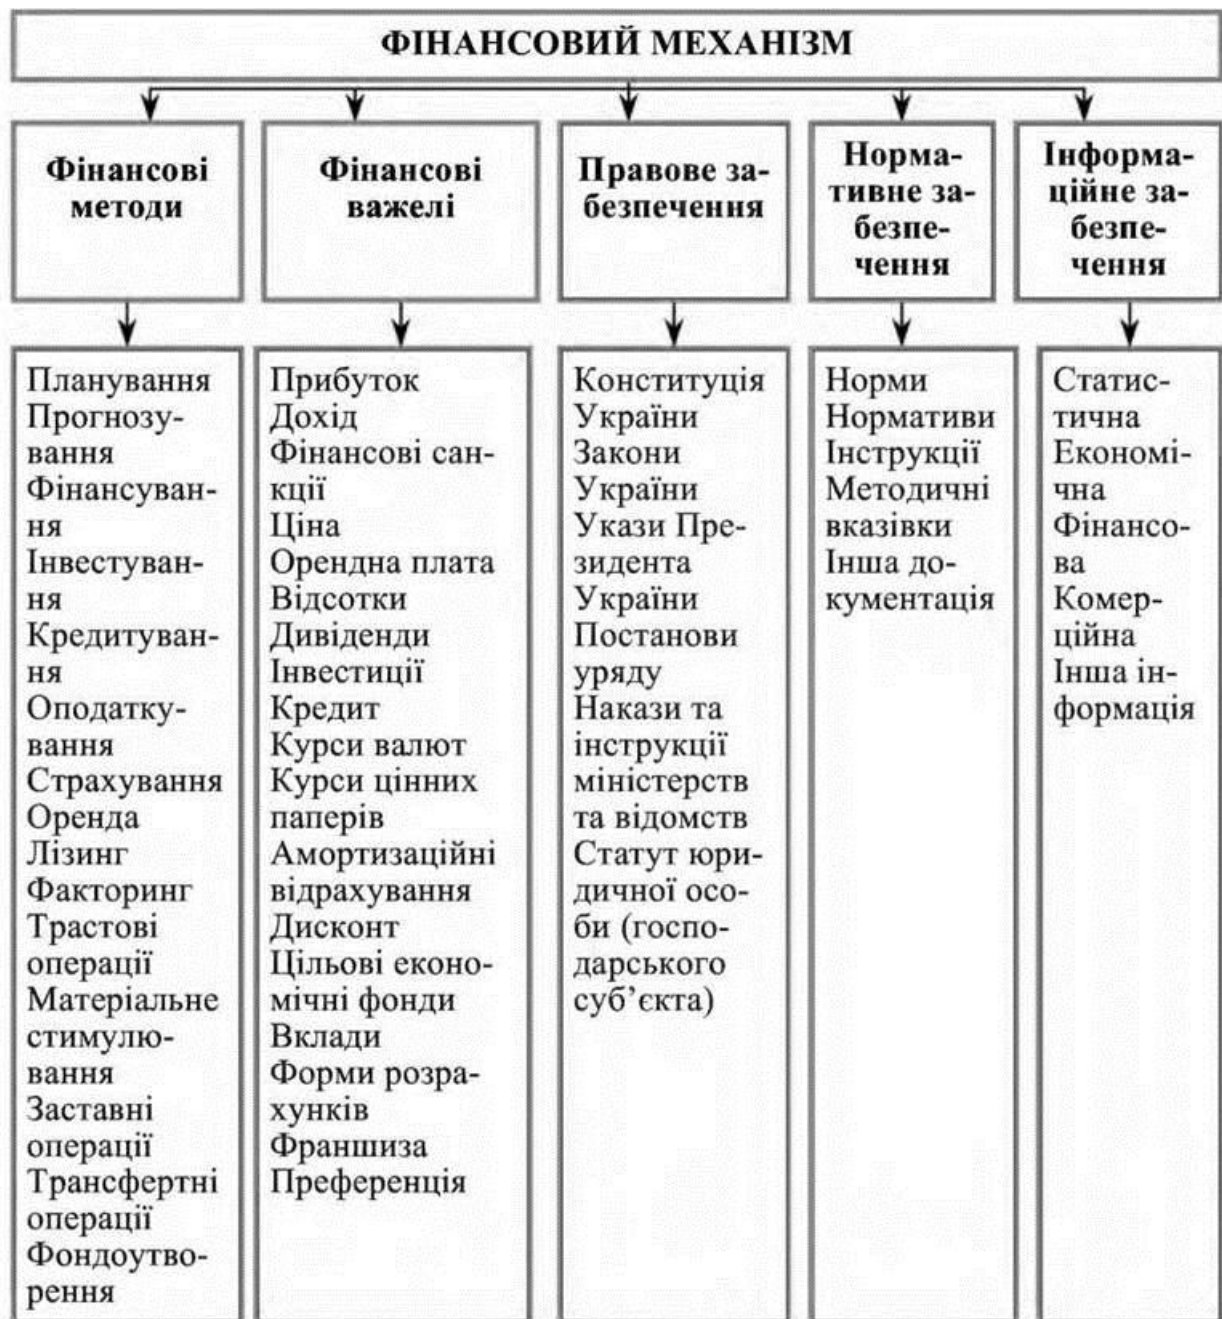 ФІНАНСОВИЙ МЕХАНІЗМ
Фінансові
методи
Фінансові
важелі
Правове за-
безпечення
Норма-
тивне за-
безпе-
чення
Інформа-
ційне за-
безпе-
чення
Планування
Прогнозу-
вання
Фінансуван-
ня
Інвестуван-
ня
Кредитуван-
ня
Оподатку-
вання
Страхування
Оренда
Лізинг
Факторинг
Трастові
операції
Матеріальне
стимулю-
вання
Заставні
операції
Трансфертні
операції
Фондоутво-
рення
Прибуток
Дохід
Фінансові сан-
кції
Ціна
Орендна плата
Відсотки
Дивіденди
Інвестиції
Кредит
Курси валют
Курси цінних
паперів
Амортизаційні
відрахування
Дисконт
Цільові еконо-
мічні фонди
Вклади
Форми розра-
хунків
Франшиза
Преференція
Конституція
України
Закони
України
Укази Пре-
зидента
України
Постанови
уряду
Накази та
інструкції
міністерств
та відомств
Статут юри-
дичної осо-
би (госпо-
дарського
суб’єкта)
Норми
Нормативи
Інструкції
Методичні
вказівки
Інша до-
кументація
Статис-
тична
Економі-
чна
Фінансо-
ва
Комер-
ційна
Інша ін-
формація